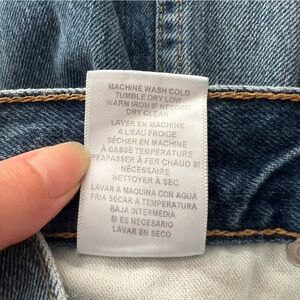 MACHINE WASH COLD
TUMBLE DRY LOW
WARM IRON IF NEEDED
DRY CLEAN
LAVER EN MACHINE
A L'EAU FROIDE
SÉCHER EN MACHINE
À BASSE TEMPÉRATURE
REAPASSER À FER CHAUD SI
NÉCESSAIRE
NETTOYER À SEC
LAVAR A MAQUINA CON AGUA
FRIA SECAR A TEMPERATURA
BAJA INTERMEDIA
SI ES NECESARIO
LAVAR EN SECO